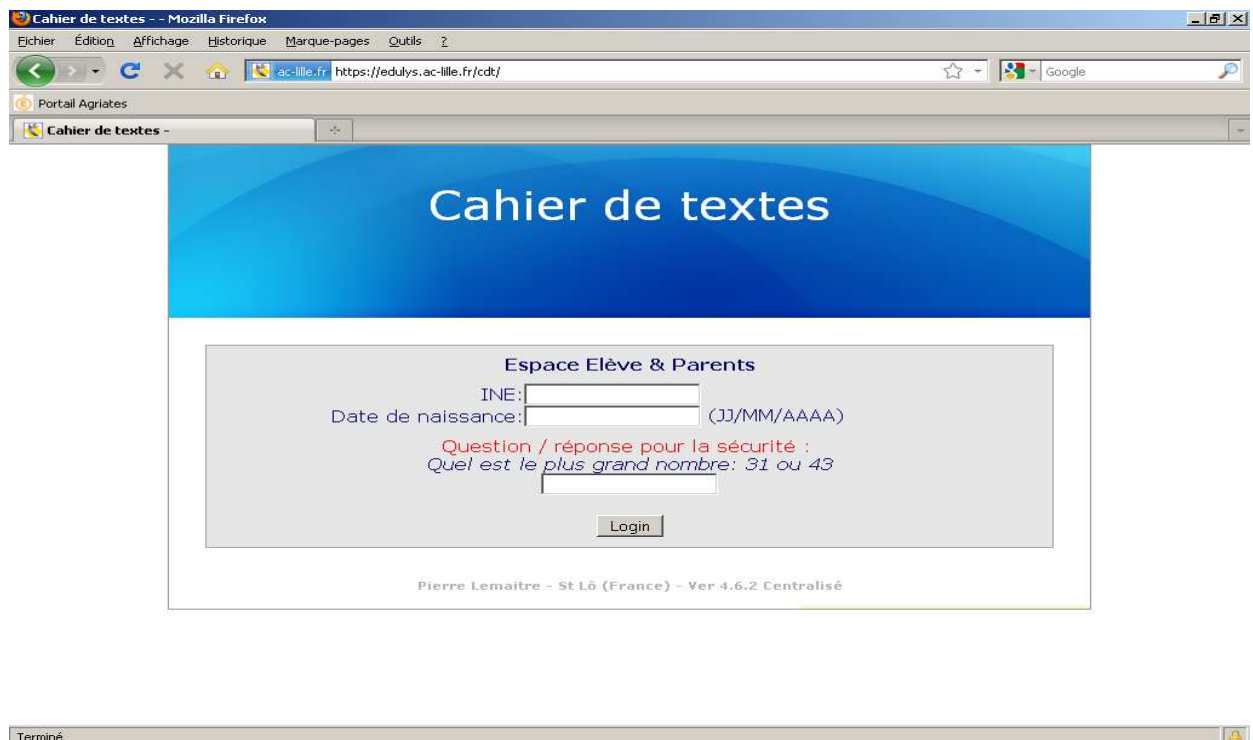 Cahier de textes - - Mozilla Firefox
Eichier Édition Affichage Historique Marque-pages Outils ?
ac-lille.fr https://edulys.ac-lille.fr/cdt/ Google
Portail Agriates
Cahier de textes -
Cahier de textes
Espace Elève & Parents
INE:
Date de naissance: (JJ/MM/AAAA)
Question / réponse pour la sécurité :
Quel est le plus grand nombre: 31 ou 43
Login
Pierre Lemaitre - St Lô (France) - Ver 4.6.2 Centralisé
Terminé